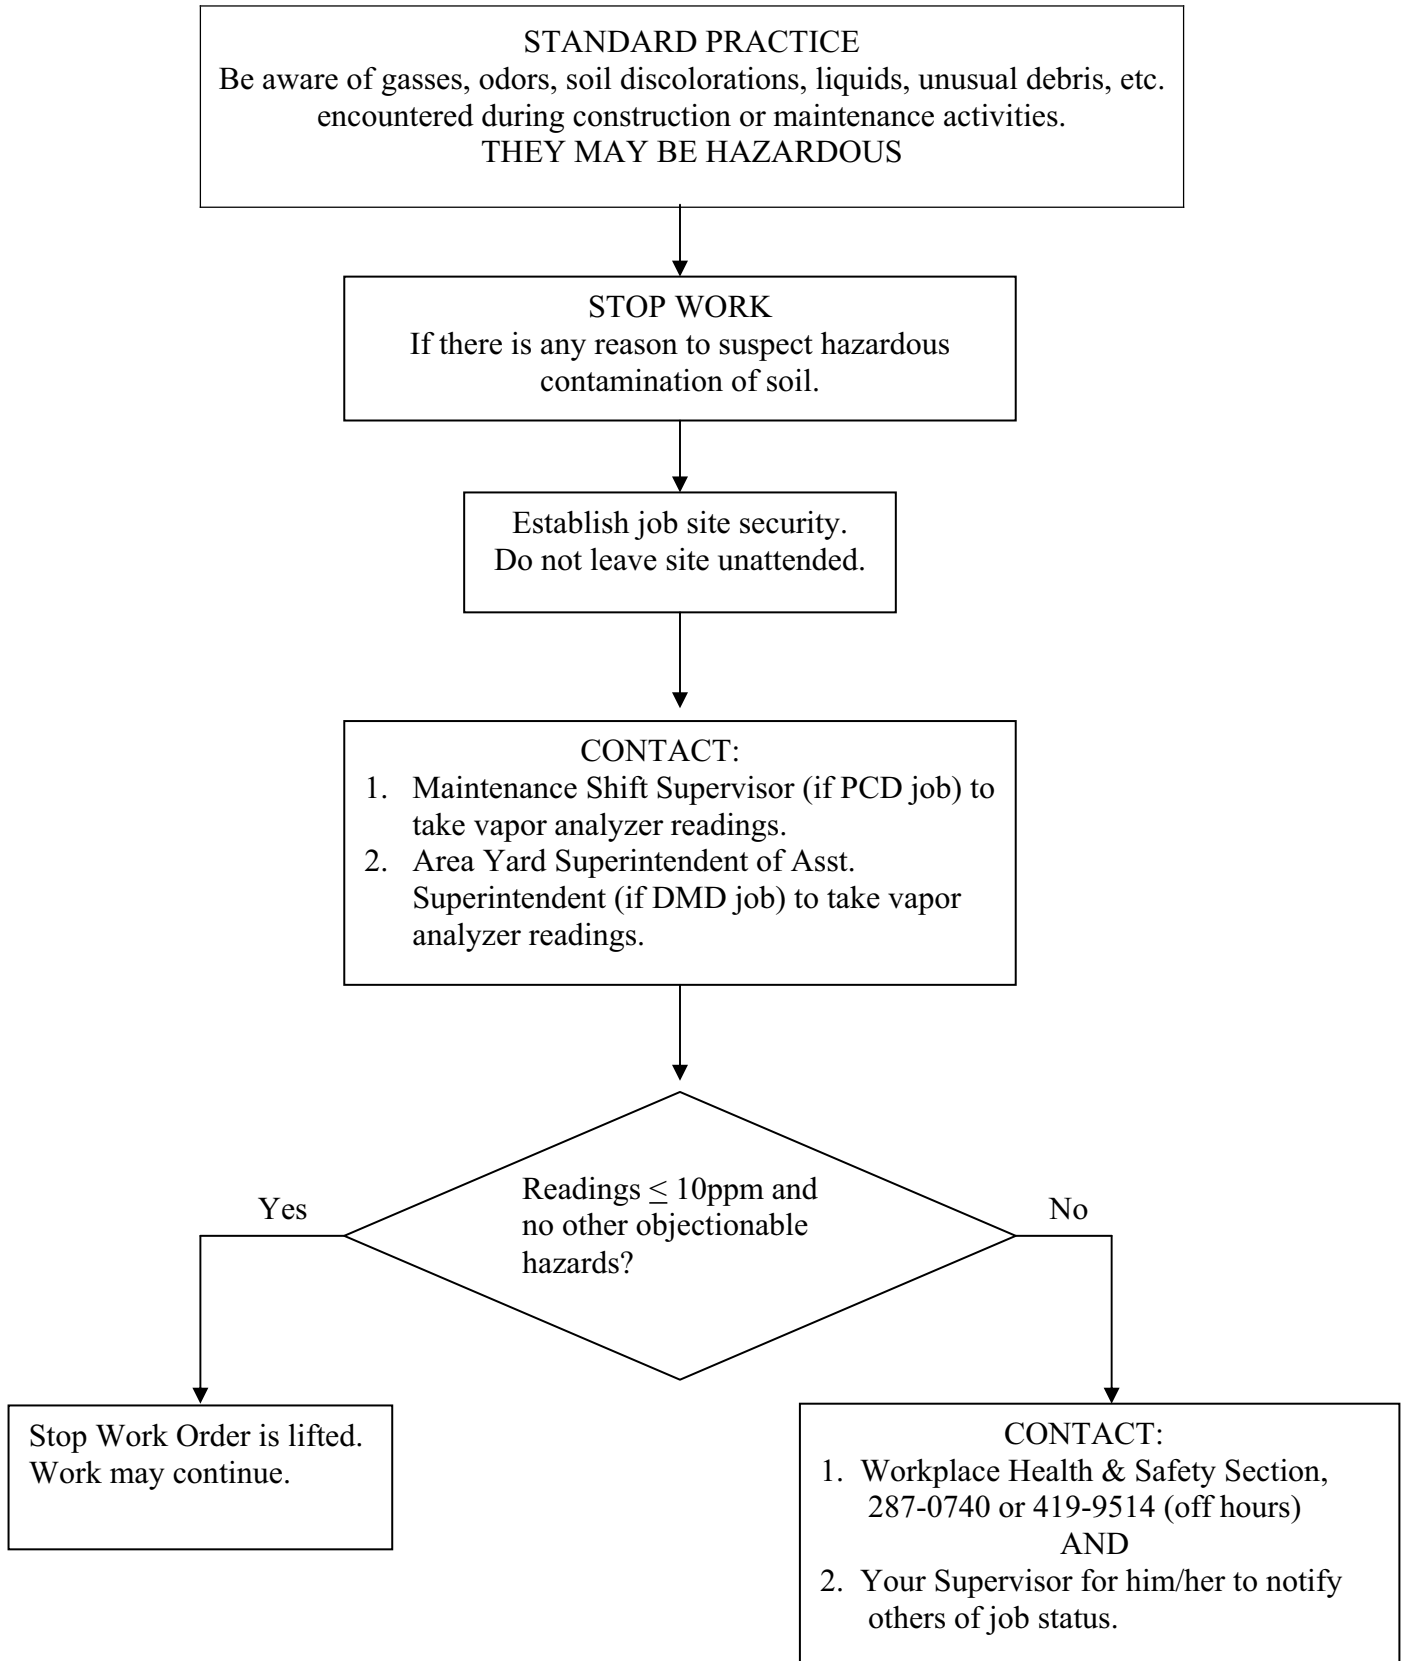 STANDARD PRACTICE
Be aware of gasses, odors, soil discolorations, liquids, unusual debris, etc.
encountered during construction or maintenance activities.
THEY MAY BE HAZARDOUS
STOP WORK
If there is any reason to suspect hazardous
contamination of soil.
Establish job site security.
Do not leave site unattended.
CONTACT:
1. Maintenance Shift Supervisor (if PCD job) to
take vapor analyzer readings.
2. Area Yard Superintendent of Asst.
Superintendent (if DMD job) to take vapor
analyzer readings.
Readings ≤ 10ppm and
no other objectionable
hazards?
Yes
No
Stop Work Order is lifted.
Work may continue.
CONTACT:
1. Workplace Health & Safety Section,
287-0740 or 419-9514 (off hours)
AND
2. Your Supervisor for him/her to notify
others of job status.